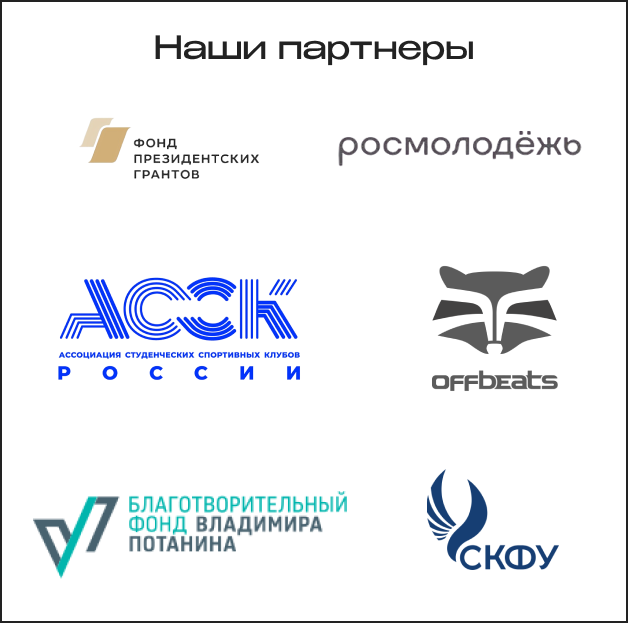 Наши партнеры
ФОНД
ПРЕЗИДЕНТСКИХ
ГРАНТОВ
росмолодёжь
АССК
АССОЦИАЦИЯ СТУДЕНЧЕСКИХ СПОРТИВНЫХ КЛУБОВ
РОССИИ
offbeats
БЛАГОТВОРИТЕЛЬНЫЙ
ФОНД ВЛАДИМИРА
ПОТАНИНА
СКФУ